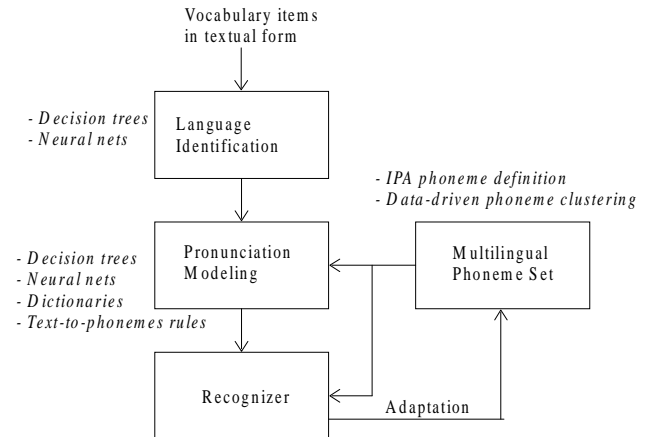 Vocabulary items
in textual form
- Decision trees
- Neural nets
Language
Identification
- IPA phoneme definition
- Data-driven phoneme clustering
- Decision trees
- Neural nets
- Dictionaries
- Text-to-phonemes rules
Pronunciation
Modeling
Multilingual
Phoneme Set
Recognizer
Adaptation